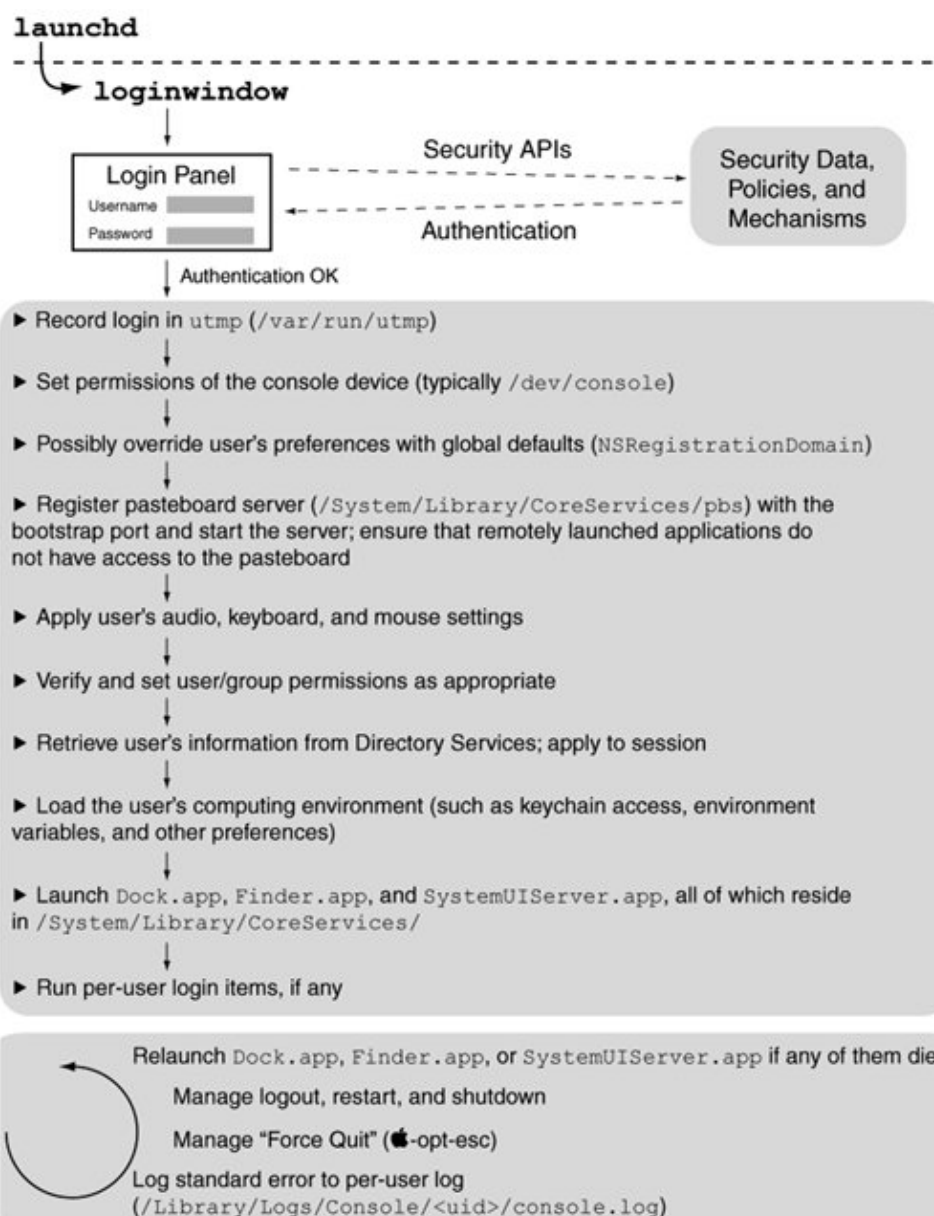 launchd
loginwindow
Login Panel
Username
Password
Security APIs
Authentication
Security Data,
Policies, and
Mechanisms
Authentication OK
▶ Record login in utmp (/var/run/utmp)
▶ Set permissions of the console device (typically /dev/console)
▶ Possibly override user's preferences with global defaults (NSRegistrationDomain)
▶ Register pasteboard server (/System/Library/CoreServices/pbs) with the
bootstrap port and start the server; ensure that remotely launched applications do
not have access to the pasteboard
▶ Apply user's audio, keyboard, and mouse settings
▶ Verify and set user/group permissions as appropriate
▶ Retrieve user's information from Directory Services; apply to session
▶ Load the user's computing environment (such as keychain access, environment
variables, and other preferences)
▶ Launch Dock.app, Finder.app, and SystemUIServer.app, all of which reside
in /System/Library/CoreServices/
▶ Run per-user login items, if any
Relaunch Dock.app, Finder.app, or SystemUIServer.app if any of them die
Manage logout, restart, and shutdown
Manage “Force Quit” (-opt-esc)
Log standard error to per-user log
(/Library/Logs/Console/<uid>/console.log)